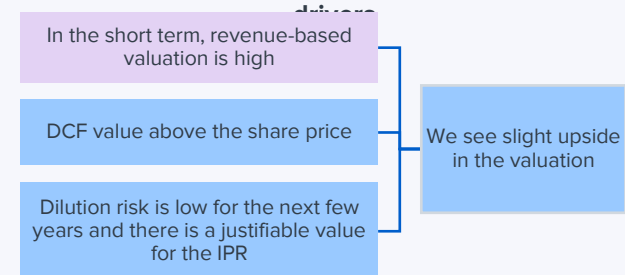 drivers
In the short term, revenue-based
valuation is high
DCF value above the share price
We see slight upside
in the valuation
Dilution risk is low for the next few
years and there is a justifiable value
for the IPR